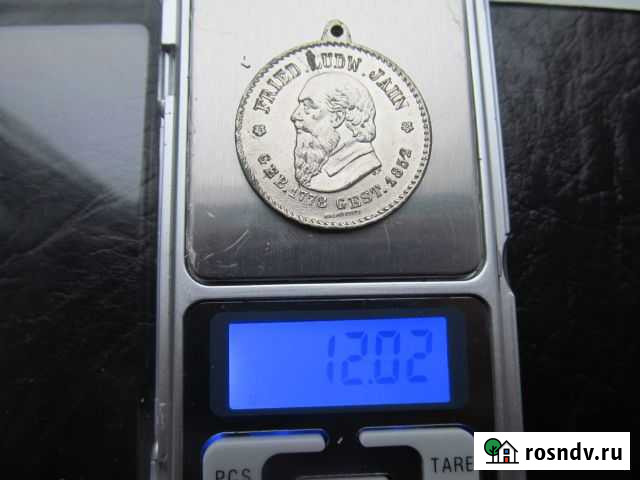 FRIED. LUDW. JAHN
GEB. 1778 GEST. 1852
12.02
PCS
TARE
rosndv.ru